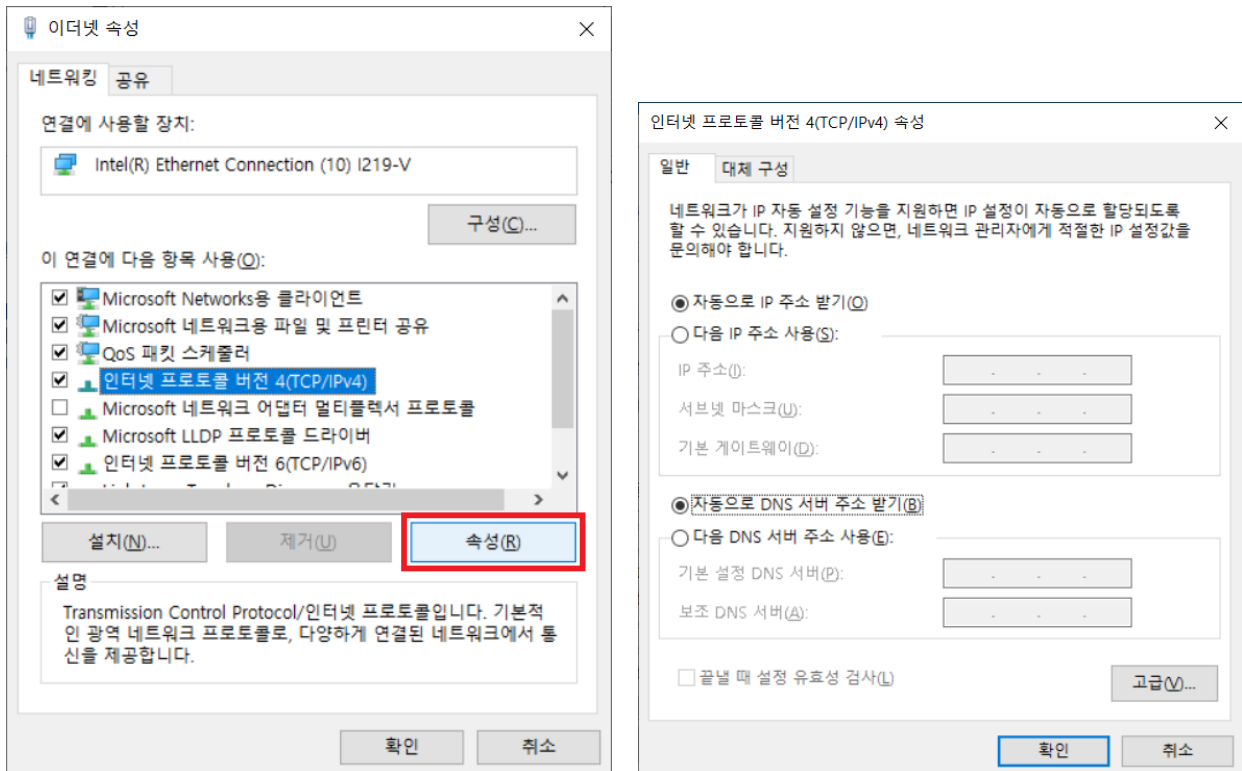 이더넷 속성
네트워킹
공유
연결에 사용할 장치:
Intel(R) Ethernet Connection (10) I219-V
구성(C)...
이 연결에 다음 항목 사용(O):
Microsoft Networks용 클라이언트
Microsoft 네트워크용 파일 및 프린터 공유
QoS 패킷 스케줄러
인터넷 프로토콜 버전 4(TCP/IPv4)
Microsoft 네트워크 어댑터 멀티플렉서 프로토콜
Microsoft LLDP 프로토콜 드라이버
인터넷 프로토콜 버전 6(TCP/IPv6)
설치(N)...
제거(U)
속성(R)
설명
Transmission Control Protocol/인터넷 프로토콜입니다. 기본적
인 광역 네트워크 프로토콜로, 다양하게 연결된 네트워크에서 통
신을 제공합니다.
확인
취소
인터넷 프로토콜 버전 4(TCP/IPv4) 속성
일반
대체 구성
네트워크가 IP 자동 설정 기능을 지원하면 IP 설정이 자동으로 할당되도록
할 수 있습니다. 지원하지 않으면, 네트워크 관리자에게 적절한 IP 설정값을
문의해야 합니다.
자동으로 IP 주소 받기(O)
다음 IP 주소 사용(S):
IP 주소(I):
서브넷 마스크(U):
기본 게이트웨이(D):
자동으로 DNS 서버 주소 받기(B)
다음 DNS 서버 주소 사용(E):
기본 설정 DNS 서버(P):
보조 DNS 서버(A):
끝낼 때 설정 유효성 검사(L)
고급(V)...
확인
취소